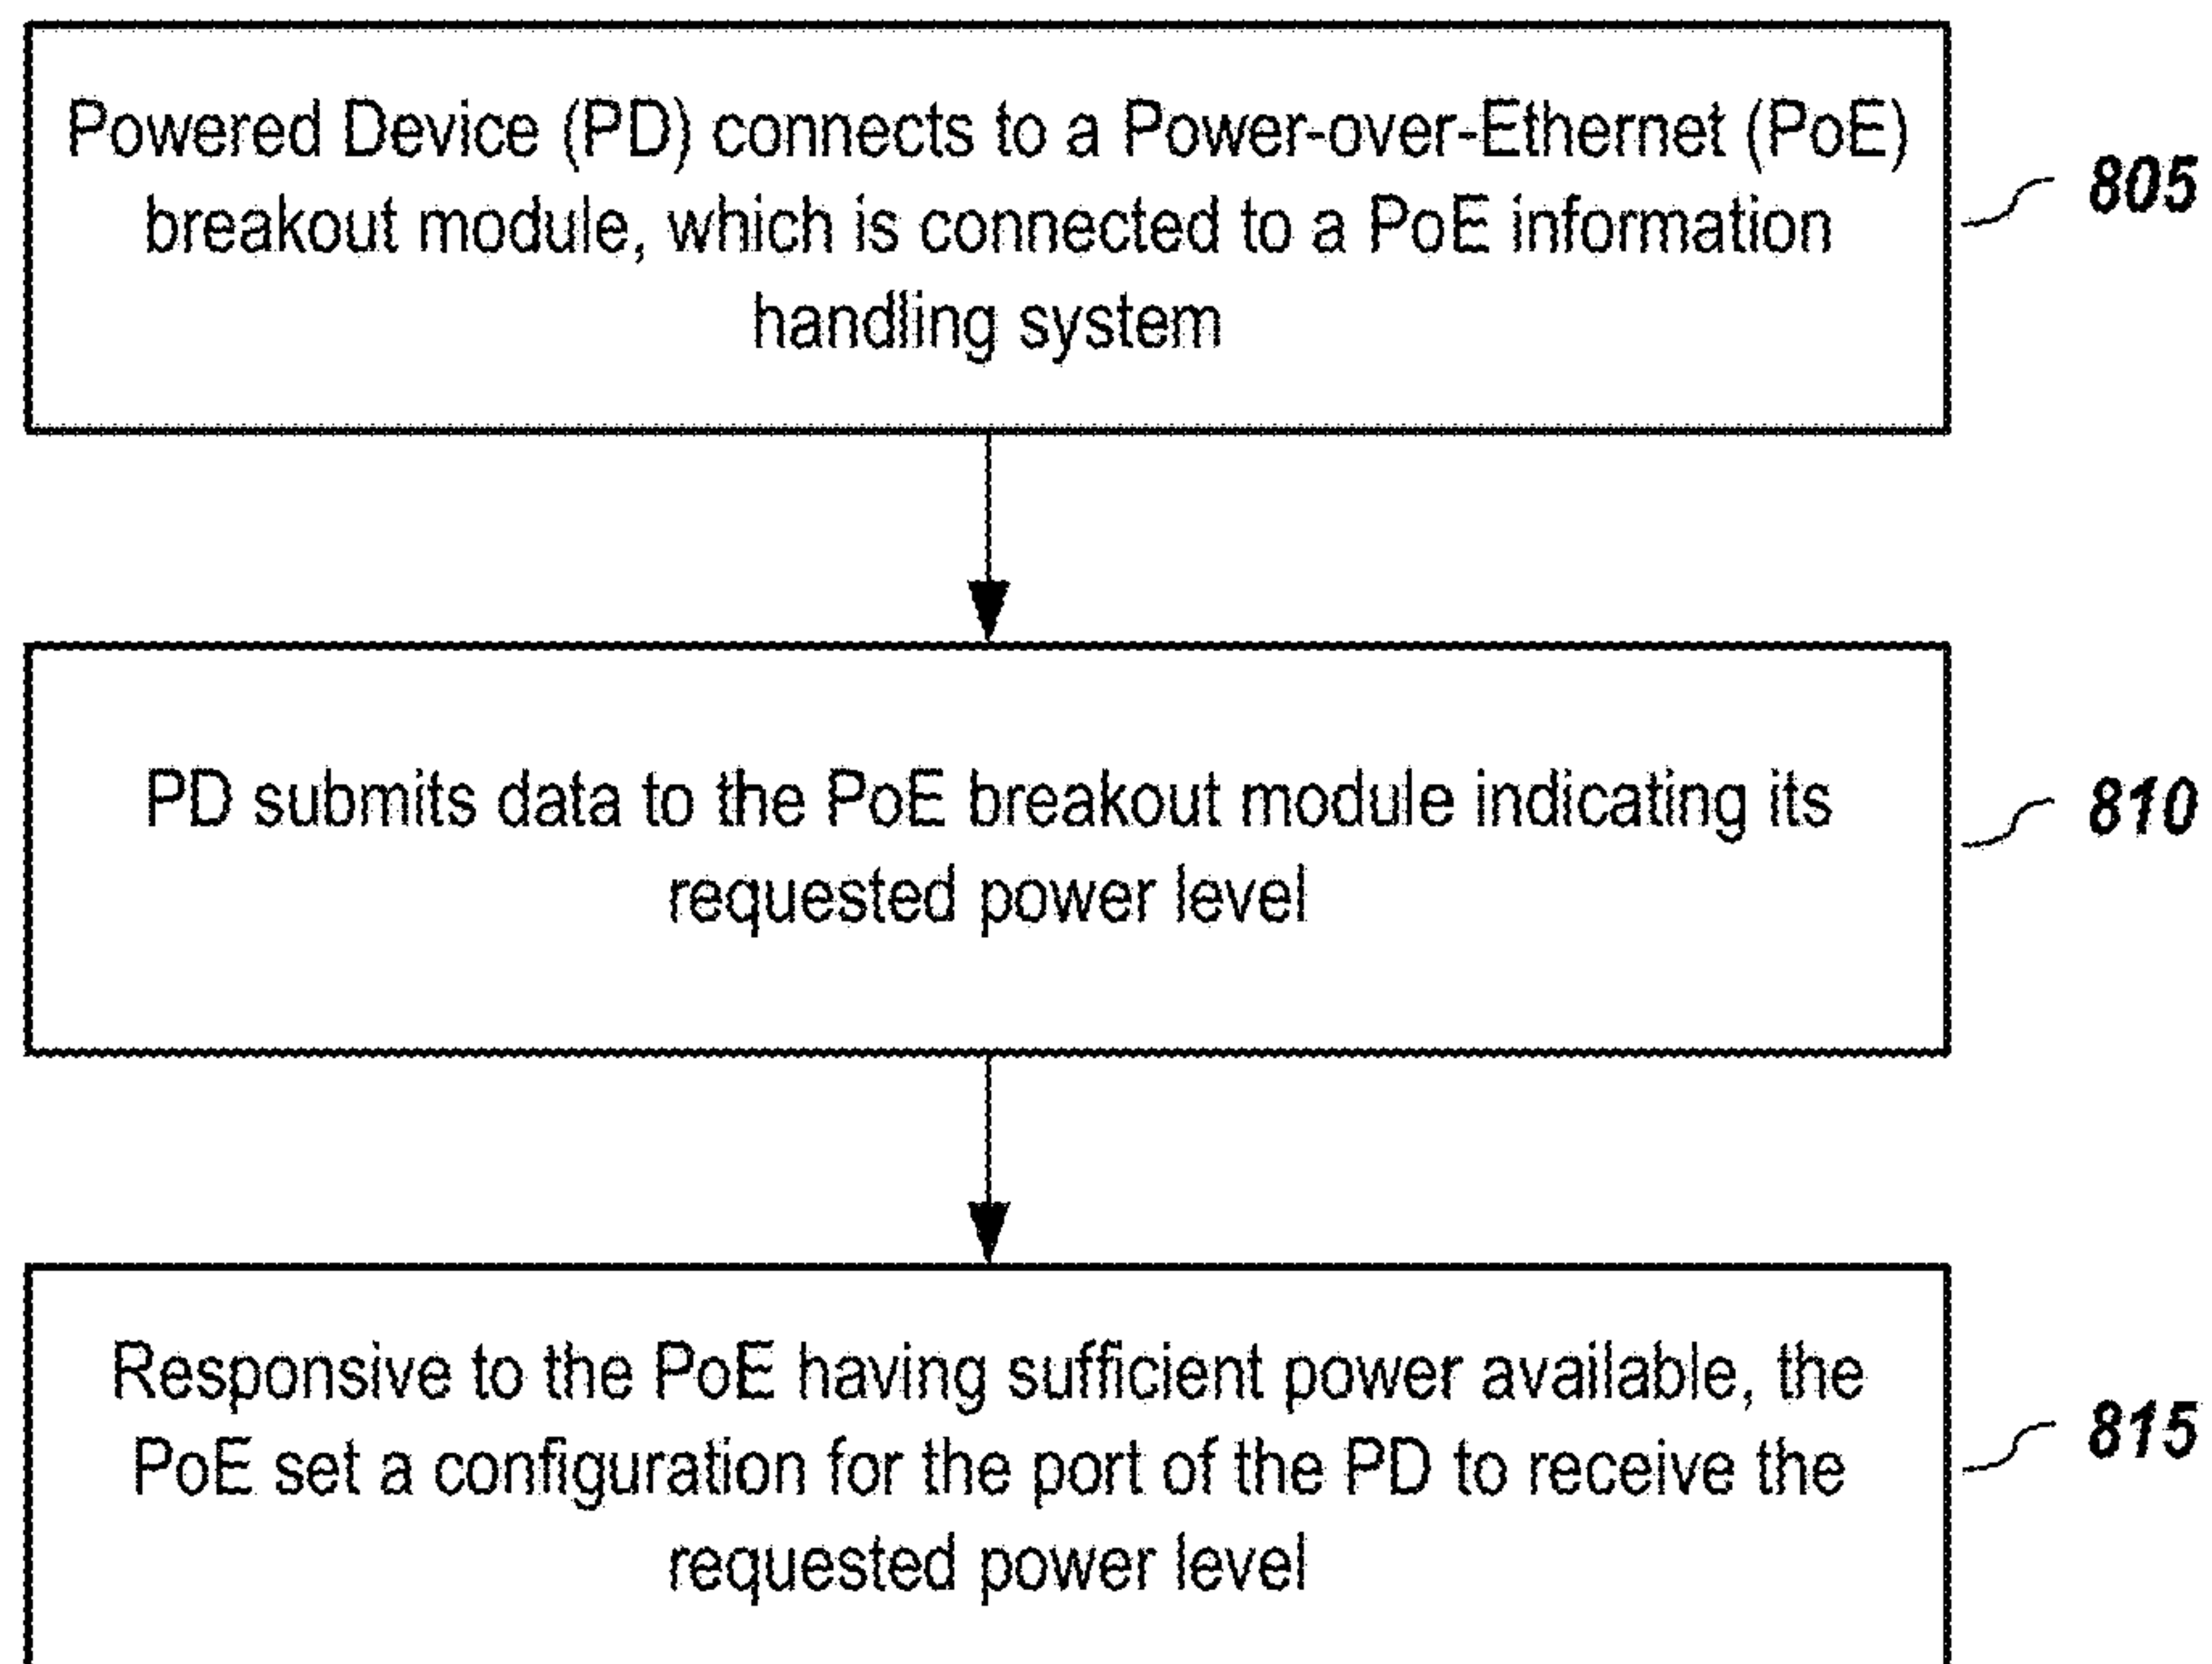 Powered Device (PD) connects to a Power-over-Ethernet (PoE)
breakout module, which is connected to a PoE information
handling system
805
PD submits data to the PoE breakout module indicating its
requested power level
810
Responsive to the PoE having sufficient power available, the
PoE set a configuration for the port of the PD to receive the
requested power level
815